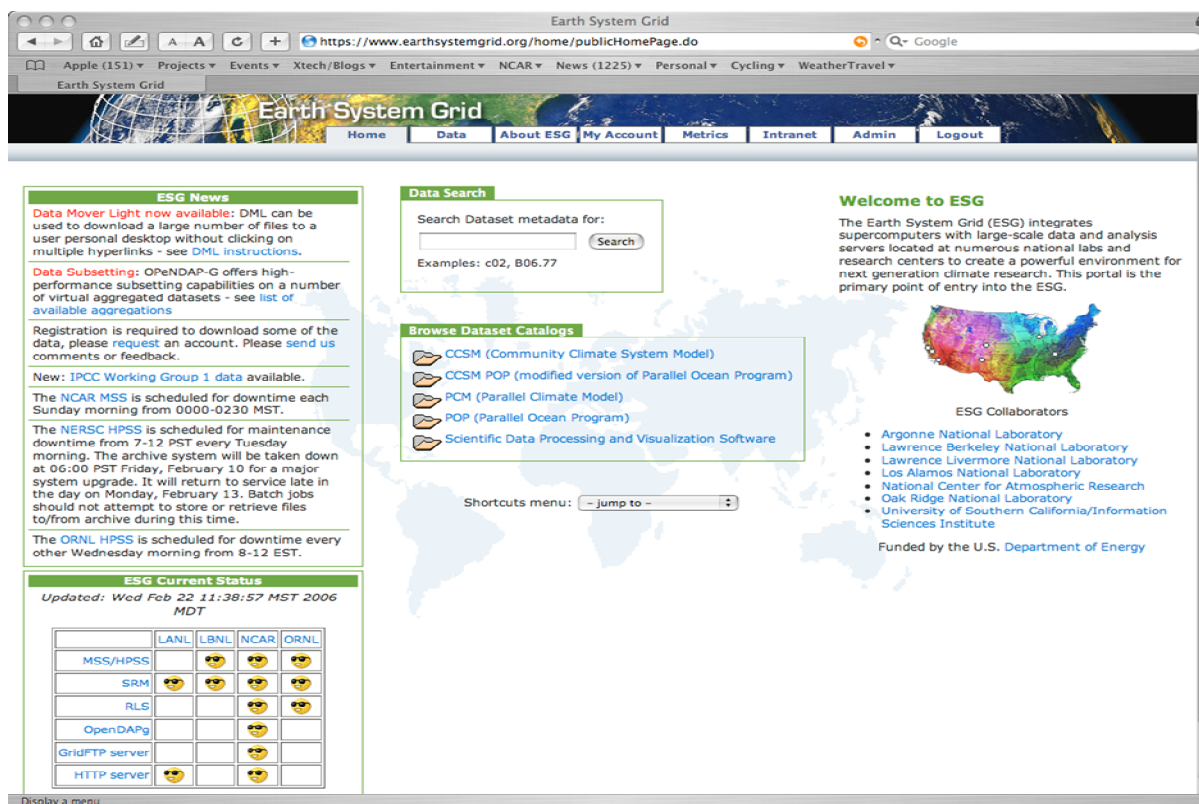 Earth System Grid
A A
https://www.earthsystemgrid.org/home/publicHomePage.do
Google
Apple (151) Projects Events Xtech/Blogs Entertainment NCAR News (1225) Personal Cycling WeatherTravel
Earth System Grid
Earth System Grid
Home Data About ESG My Account Metrics Intranet Admin Logout
ESG News
Data Mover Light now available: DML can be
used to download a large number of files to a
user personal desktop without clicking on
multiple hyperlinks - see DML instructions.
Data Subsetting: OPeNDAP-G offers high-
performance subsetting capabilities on a number
of virtual aggregated datasets - see list of
available aggregations
Registration is required to download some of the
data, please request an account. Please send us
comments or feedback.
New: IPCC Working Group 1 data available.
The NCAR MSS is scheduled for downtime each
Sunday morning from 0000-0230 MST.
The NERSC HPSS is scheduled for maintenance
downtime from 7-12 PST every Tuesday
morning. The archive system will be taken down
at 06:00 PST Friday, February 10 for a major
system upgrade. It will return to service late in
the day on Monday, February 13. Batch jobs
should not attempt to store or retrieve files
to/from archive during this time.
The ORNL HPSS is scheduled for downtime every
other Wednesday morning from 8-12 EST.
ESG Current Status
Updated: Wed Feb 22 11:38:57 MST 2006
MDT
LANL LBNL NCAR ORNL
MSS/HPSS
SRM
RLS
OpenDAPg
GridFTP server
HTTP server
Data Search
Search Dataset metadata for:
Search
Examples: c02, B06.77
Browse Dataset Catalogs
CCSM (Community Climate System Model)
CCSM POP (modified version of Parallel Ocean Program)
PCM (Parallel Climate Model)
POP (Parallel Ocean Program)
Scientific Data Processing and Visualization Software
Shortcuts menu: - jump to -
Welcome to ESG
The Earth System Grid (ESG) integrates
supercomputers with large-scale data and analysis
servers located at numerous national labs and
research centers to create a powerful environment for
next generation climate research. This portal is the
primary point of entry into the ESG.
ESG Collaborators
Argonne National Laboratory
Lawrence Berkeley National Laboratory
Lawrence Livermore National Laboratory
Los Alamos National Laboratory
National Center for Atmospheric Research
Oak Ridge National Laboratory
University of Southern California/Information
Sciences Institute
Funded by the U.S. Department of Energy
Display a menu